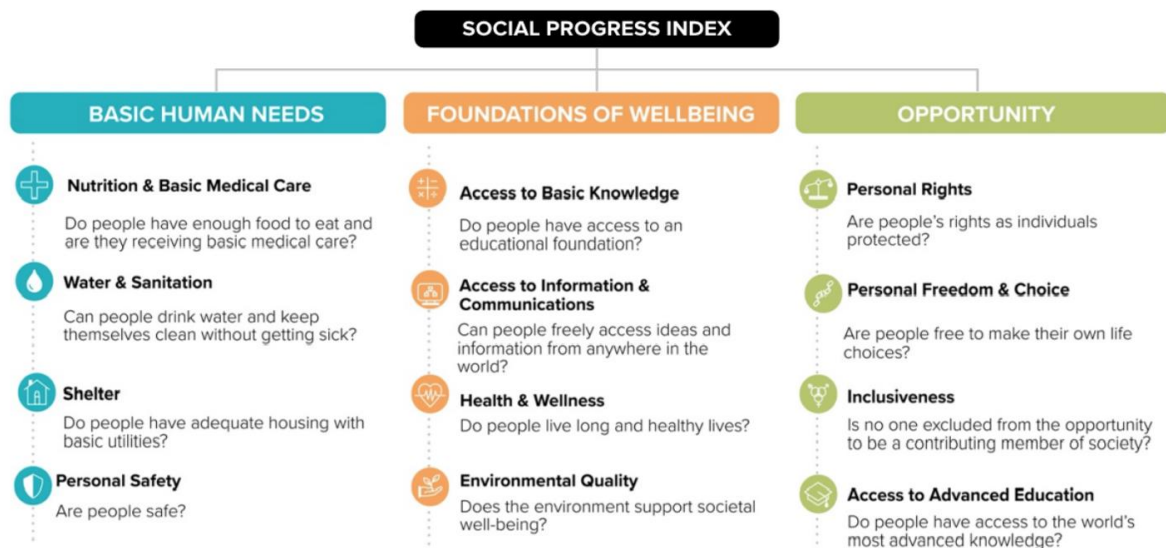 SOCIAL PROGRESS INDEX
BASIC HUMAN NEEDS
Nutrition & Basic Medical Care
Do people have enough food to eat and
are they receiving basic medical care?
Water & Sanitation
Can people drink water and keep
themselves clean without getting sick?
Shelter
Do people have adequate housing with
basic utilities?
Personal Safety
Are people safe?
FOUNDATIONS OF WELLBEING
Access to Basic Knowledge
Do people have access to an
educational foundation?
Access to Information &
Communications
Can people freely access ideas and
information from anywhere in the
world?
Health & Wellness
Do people live long and healthy lives?
Environmental Quality
Does the environment support societal
well-being?
OPPORTUNITY
Personal Rights
Are people’s rights as individuals
protected?
Personal Freedom & Choice
Are people free to make their own life
choices?
Inclusiveness
Is no one excluded from the opportunity
to be a contributing member of society?
Access to Advanced Education
Do people have access to the world’s
most advanced knowledge?